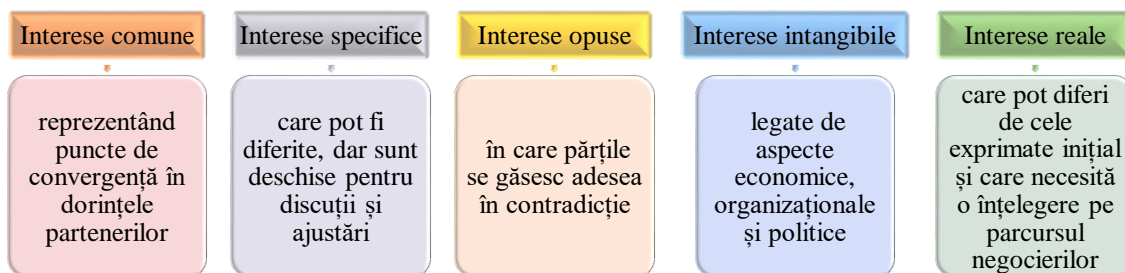 Interese comune
reprezentând
puncte de
convergență în
dorințele
partenerilor
Interese specifice
care pot fi
diferite, dar sunt
deschise pentru
discuții și
ajustări
Interese opuse
în care părțile
se găsesc adesea
în contradicție
Interese intangibile
legate de
aspecte
economice,
organizaționale
și politice
Interese reale
care pot diferi
de cele
exprimate inițial
și care necesită
o înțelegere pe
parcursul
negocierilor